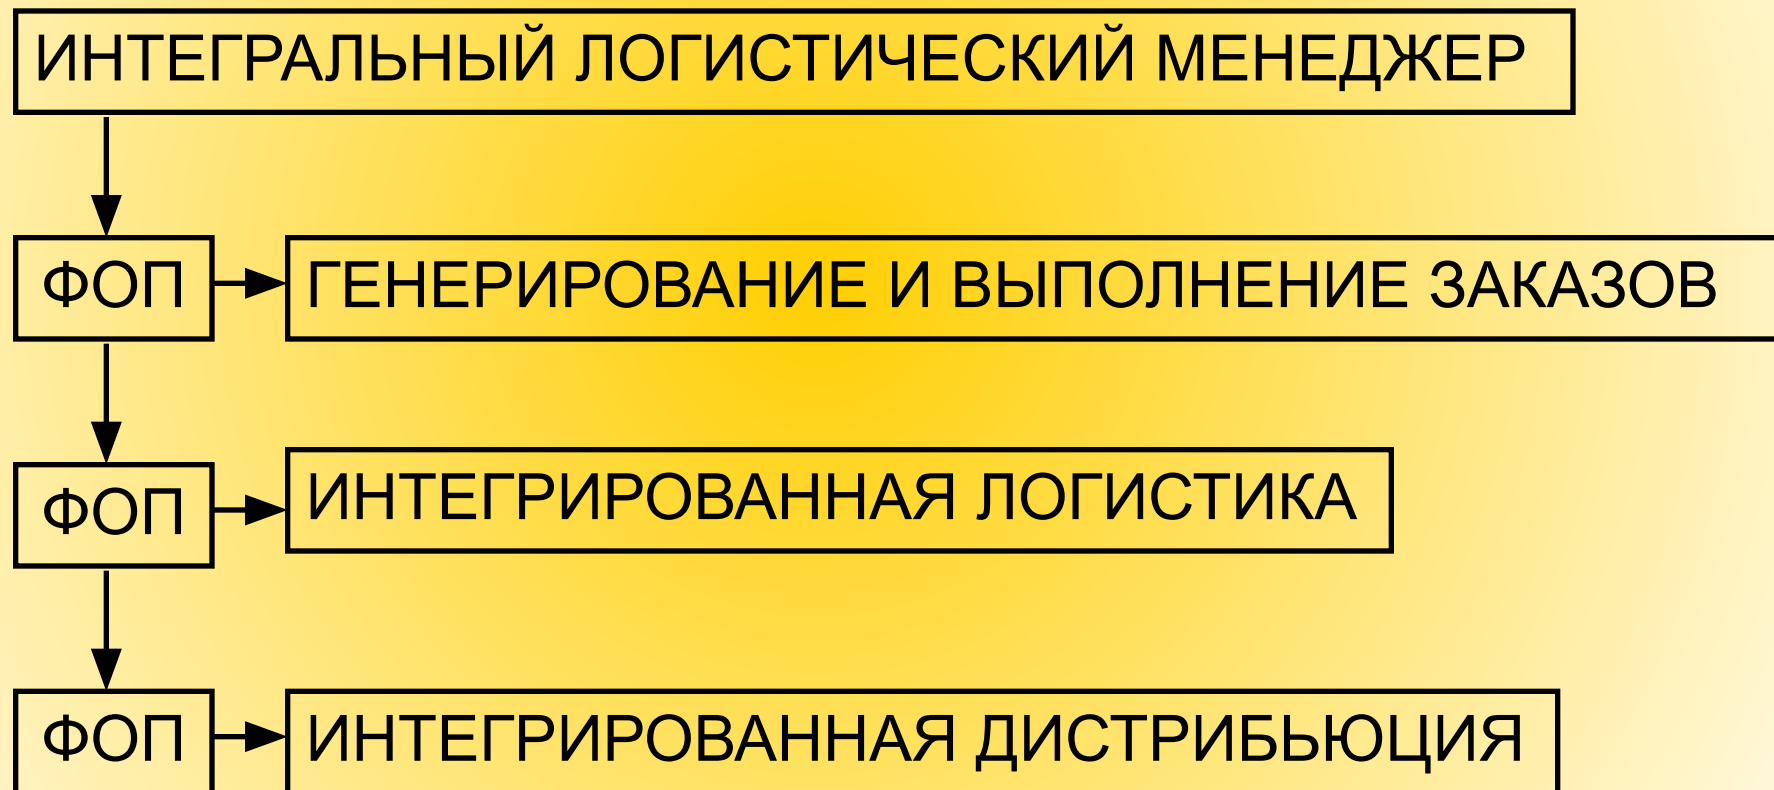 ИНТЕГРАЛЬНЫЙ ЛОГИСТИЧЕСКИЙ МЕНЕДЖЕР
ФОП ГЕНЕРИРОВАНИЕ И ВЫПОЛНЕНИЕ ЗАКАЗОВ
ФОП ИНТЕГРИРОВАННАЯ ЛОГИСТИКА
ФОП ИНТЕГРИРОВАННАЯ ДИСТРИБЬЮЦИЯ